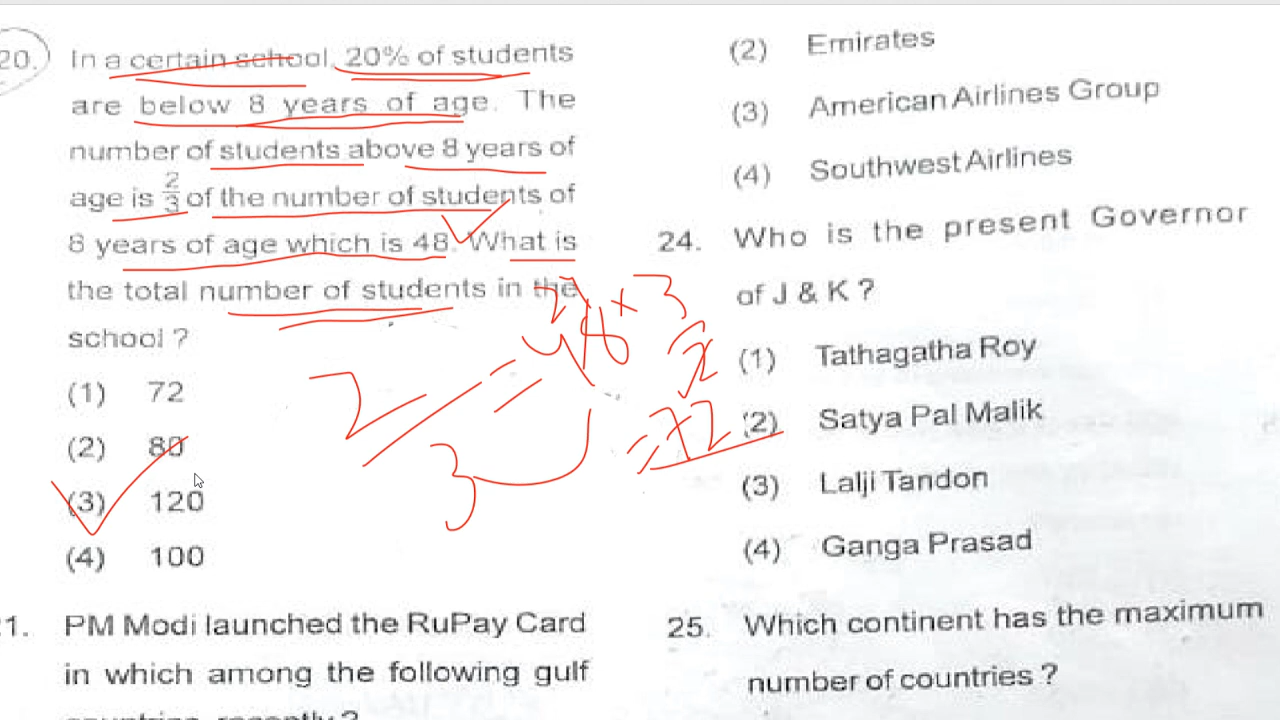 20. In a certain school, 20% of students
are below 8 years of age. The
number of students above 8 years of
age is 2/3 of the number of students of
8 years of age which is 48. What is
the total number of students in the
school ?
(1) 72
(2) 80
(3) 120
(4) 100
21. PM Modi launched the RuPay Card
in which among the following gulf
countries recently ?
2/3 = 48 × 3/2
= 72
(2) Emirates
(3) American Airlines Group
(4) Southwest Airlines
24. Who is the present Governor
of J & K ?
(1) Tathagatha Roy
(2) Satya Pal Malik
(3) Lalji Tandon
(4) Ganga Prasad
25. Which continent has the maximum
number of countries ?